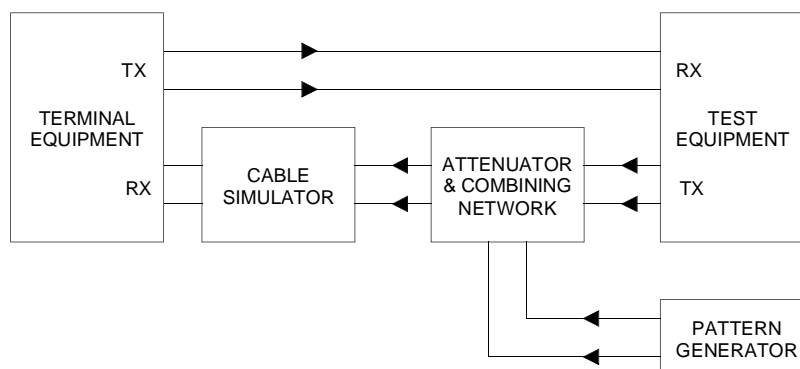 TX
RX
TERMINAL
EQUIPMENT
TEST
EQUIPMENT
RX
CABLE
SIMULATOR
ATTENUATOR
& COMBINING
NETWORK
TX
PATTERN
GENERATOR